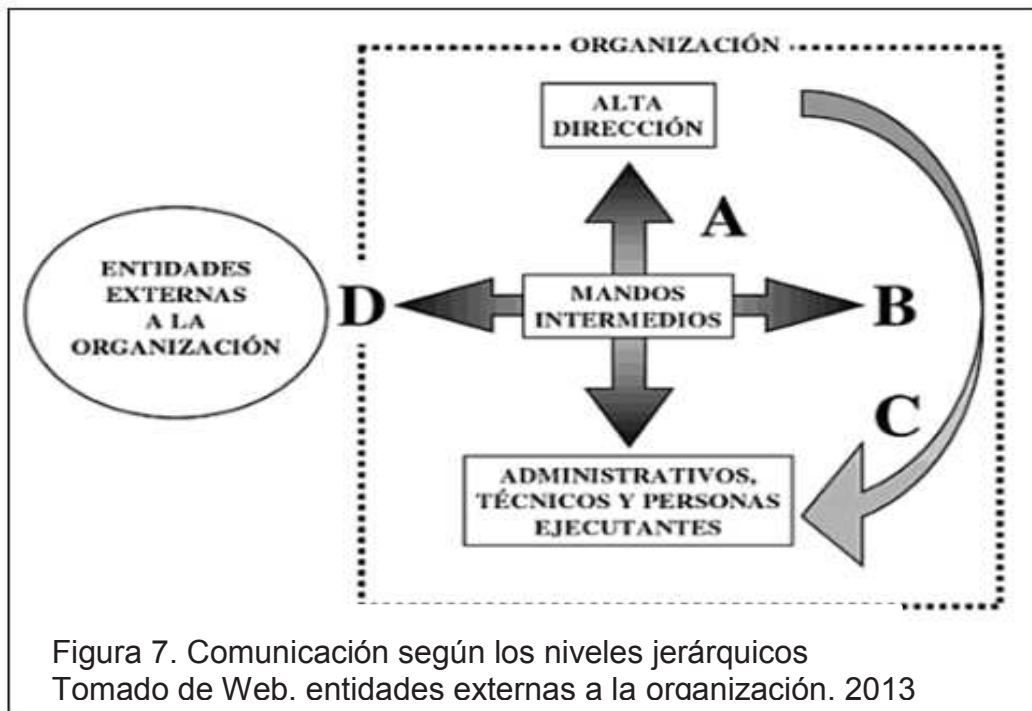 ORGANIZACIÓN
ALTA
DIRECCIÓN
A
ENTIDADES
EXTERNAS
A LA
ORGANIZACIÓN
D
MANDOS
INTERMEDIOS
B
C
ADMINISTRATIVOS,
TÉCNICOS Y PERSONAS
EJECUTANTES
Figura 7. Comunicación según los niveles jerárquicos
Tomado de Web. entidades externas a la organización. 2013